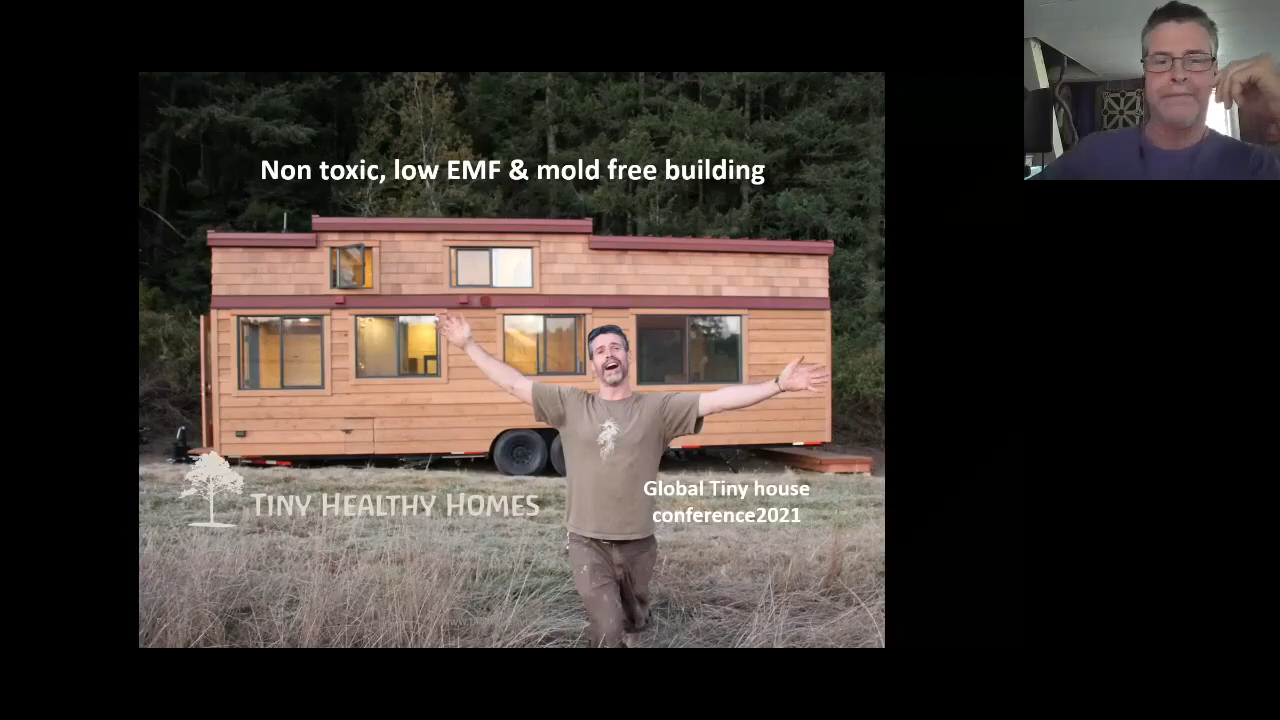 Non toxic, low EMF & mold free building
TINY HEALTHY HOMES
Global Tiny house
conference2021